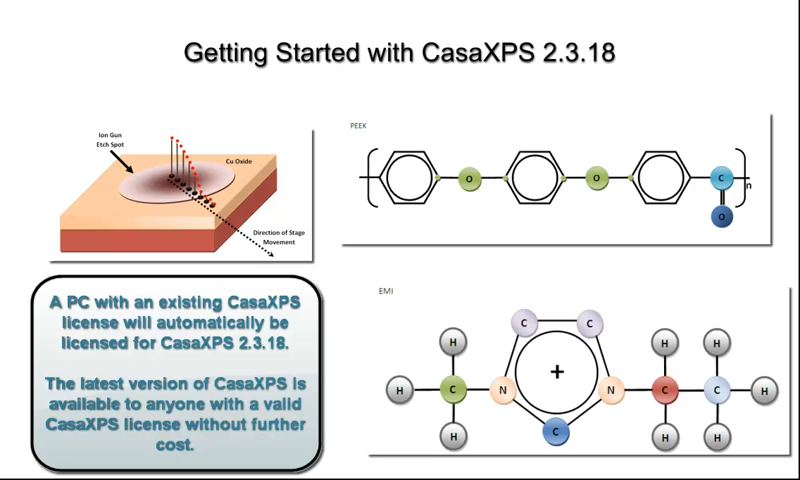 Getting Started with CasaXPS 2.3.18
Ion Gun
Etch Spot
Cu Oxide
Direction of Stage
Movement
PEEK
O
O
C
n
O
A PC with an existing CasaXPS
license will automatically be
licensed for CasaXPS 2.3.18.
The latest version of CasaXPS is
available to anyone with a valid
CasaXPS license without further
cost.
EMI
C C
H H H
+
H C N N C C H
C
H H H